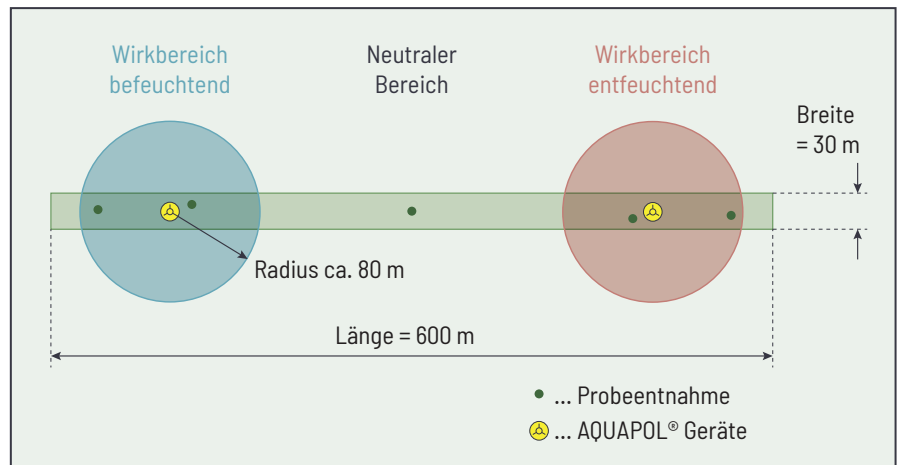 Wirkbereich
befeuchtend
Neutraler
Bereich
Wirkbereich
entfeuchtend
Breite
= 30 m
Radius ca. 80 m
Länge = 600 m
... Probeentnahme
... AQUAPOL® Geräte